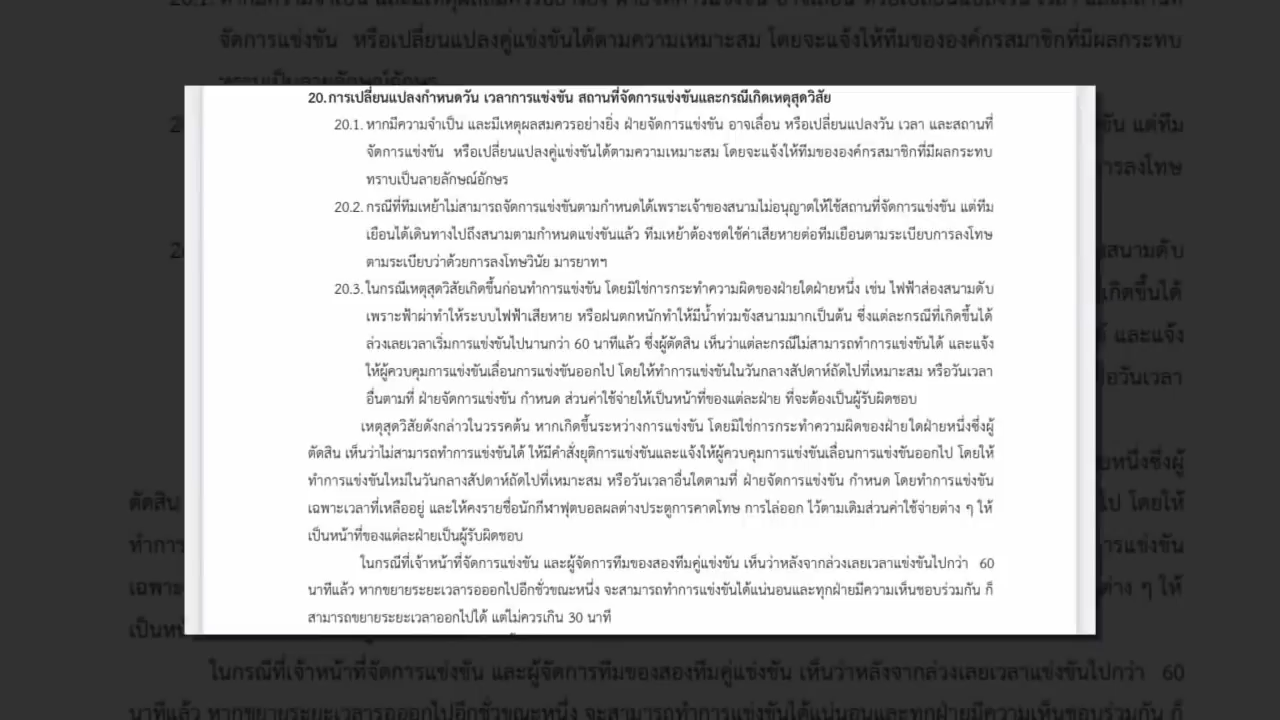 20. การเปลี่ยนแปลงกำหนดวัน เวลาการแข่งขัน สถานที่จัดการแข่งขันและกรณีเกิดเหตุสุดวิสัย
20.1. หากมีความจำเป็น และมีเหตุผลสมควรอย่างยิ่ง ฝ่ายจัดการแข่งขัน อาจเลื่อน หรือเปลี่ยนแปลงวัน เวลา และสถานที่
จัดการแข่งขัน หรือเปลี่ยนแปลงคู่แข่งขันได้ตามความเหมาะสม โดยจะแจ้งให้ทีมขององค์กรสมาชิกที่มีผลกระทบ
ทราบเป็นลายลักษณ์อักษร
20.2. กรณีที่ทีมเหย้าไม่สามารถจัดการแข่งขันตามกำหนดได้เพราะเจ้าของสนามไม่อนุญาตให้ใช้สถานที่จัดการแข่งขัน แต่ทีม
เยือนได้เดินทางไปถึงสนามตามกำหนดแข่งขันแล้ว ทีมเหย้าต้องชดใช้ค่าเสียหายต่อทีมเยือนตามระเบียบการลงโทษ
ตามระเบียบว่าด้วยการลงโทษวินัย มารยาทฯ
20.3. ในกรณีเหตุสุดวิสัยเกิดขึ้นก่อนทำการแข่งขัน โดยมิใช่การกระทำความผิดของฝ่ายใดฝ่ายหนึ่ง เช่น ไฟฟ้าส่องสนามดับ
เพราะฟ้าผ่าทำให้ระบบไฟฟ้าเสียหาย หรือฝนตกหนักทำให้มีน้ำท่วมขังสนามมากเป็นต้น ซึ่งแต่ละกรณีที่เกิดขึ้นได้
ล่วงเลยเวลาเริ่มการแข่งขันไปนานกว่า 60 นาทีแล้ว ซึ่งผู้ตัดสิน เห็นว่าแต่ละกรณีไม่สามารถทำการแข่งขันได้ และแจ้ง
ให้ผู้ควบคุมการแข่งขันเลื่อนการแข่งขันออกไป โดยให้ทำการแข่งขันในวันกลางสัปดาห์ถัดไปที่เหมาะสม หรือวันเวลา
อื่นตามที่ ฝ่ายจัดการแข่งขัน กำหนด ส่วนค่าใช้จ่ายให้เป็นหน้าที่ของแต่ละฝ่าย ที่จะต้องเป็นผู้รับผิดชอบ
เหตุสุดวิสัยดังกล่าวในวรรคต้น หากเกิดขึ้นระหว่างการแข่งขัน โดยมิใช่การกระทำความผิดของฝ่ายใดฝ่ายหนึ่งซึ่งผู้
ตัดสิน เห็นว่าไม่สามารถทำการแข่งขันได้ ให้มีคำสั่งยุติการแข่งขันและแจ้งให้ผู้ควบคุมการแข่งขันเลื่อนการแข่งขันออกไป โดยให้
ทำการแข่งขันใหม่ในวันกลางสัปดาห์ถัดไปที่เหมาะสม หรือวันเวลาอื่นใดตามที่ ฝ่ายจัดการแข่งขัน กำหนด โดยทำการแข่งขัน
เฉพาะเวลาที่เหลืออยู่ และให้คงรายชื่อนักกีฬาฟุตบอลผลต่างประตูการคาดโทษ การไล่ออก ไว้ตามเดิมส่วนค่าใช้จ่ายต่าง ๆ ให้
เป็นหน้าที่ของแต่ละฝ่ายเป็นผู้รับผิดชอบ
ในกรณีที่เจ้าหน้าที่จัดการแข่งขัน และผู้จัดการทีมของสองทีมคู่แข่งขัน เห็นว่าหลังจากล่วงเลยเวลาแข่งขันไปกว่า 60
นาทีแล้ว หากขยายระยะเวลารอออกไปอีกชั่วขณะหนึ่ง จะสามารถทำการแข่งขันได้แน่นอนและทุกฝ่ายมีความเห็นชอบร่วมกัน ก็
สามารถขยายระยะเวลาออกไปได้ แต่ไม่ควรเกิน 30 นาที